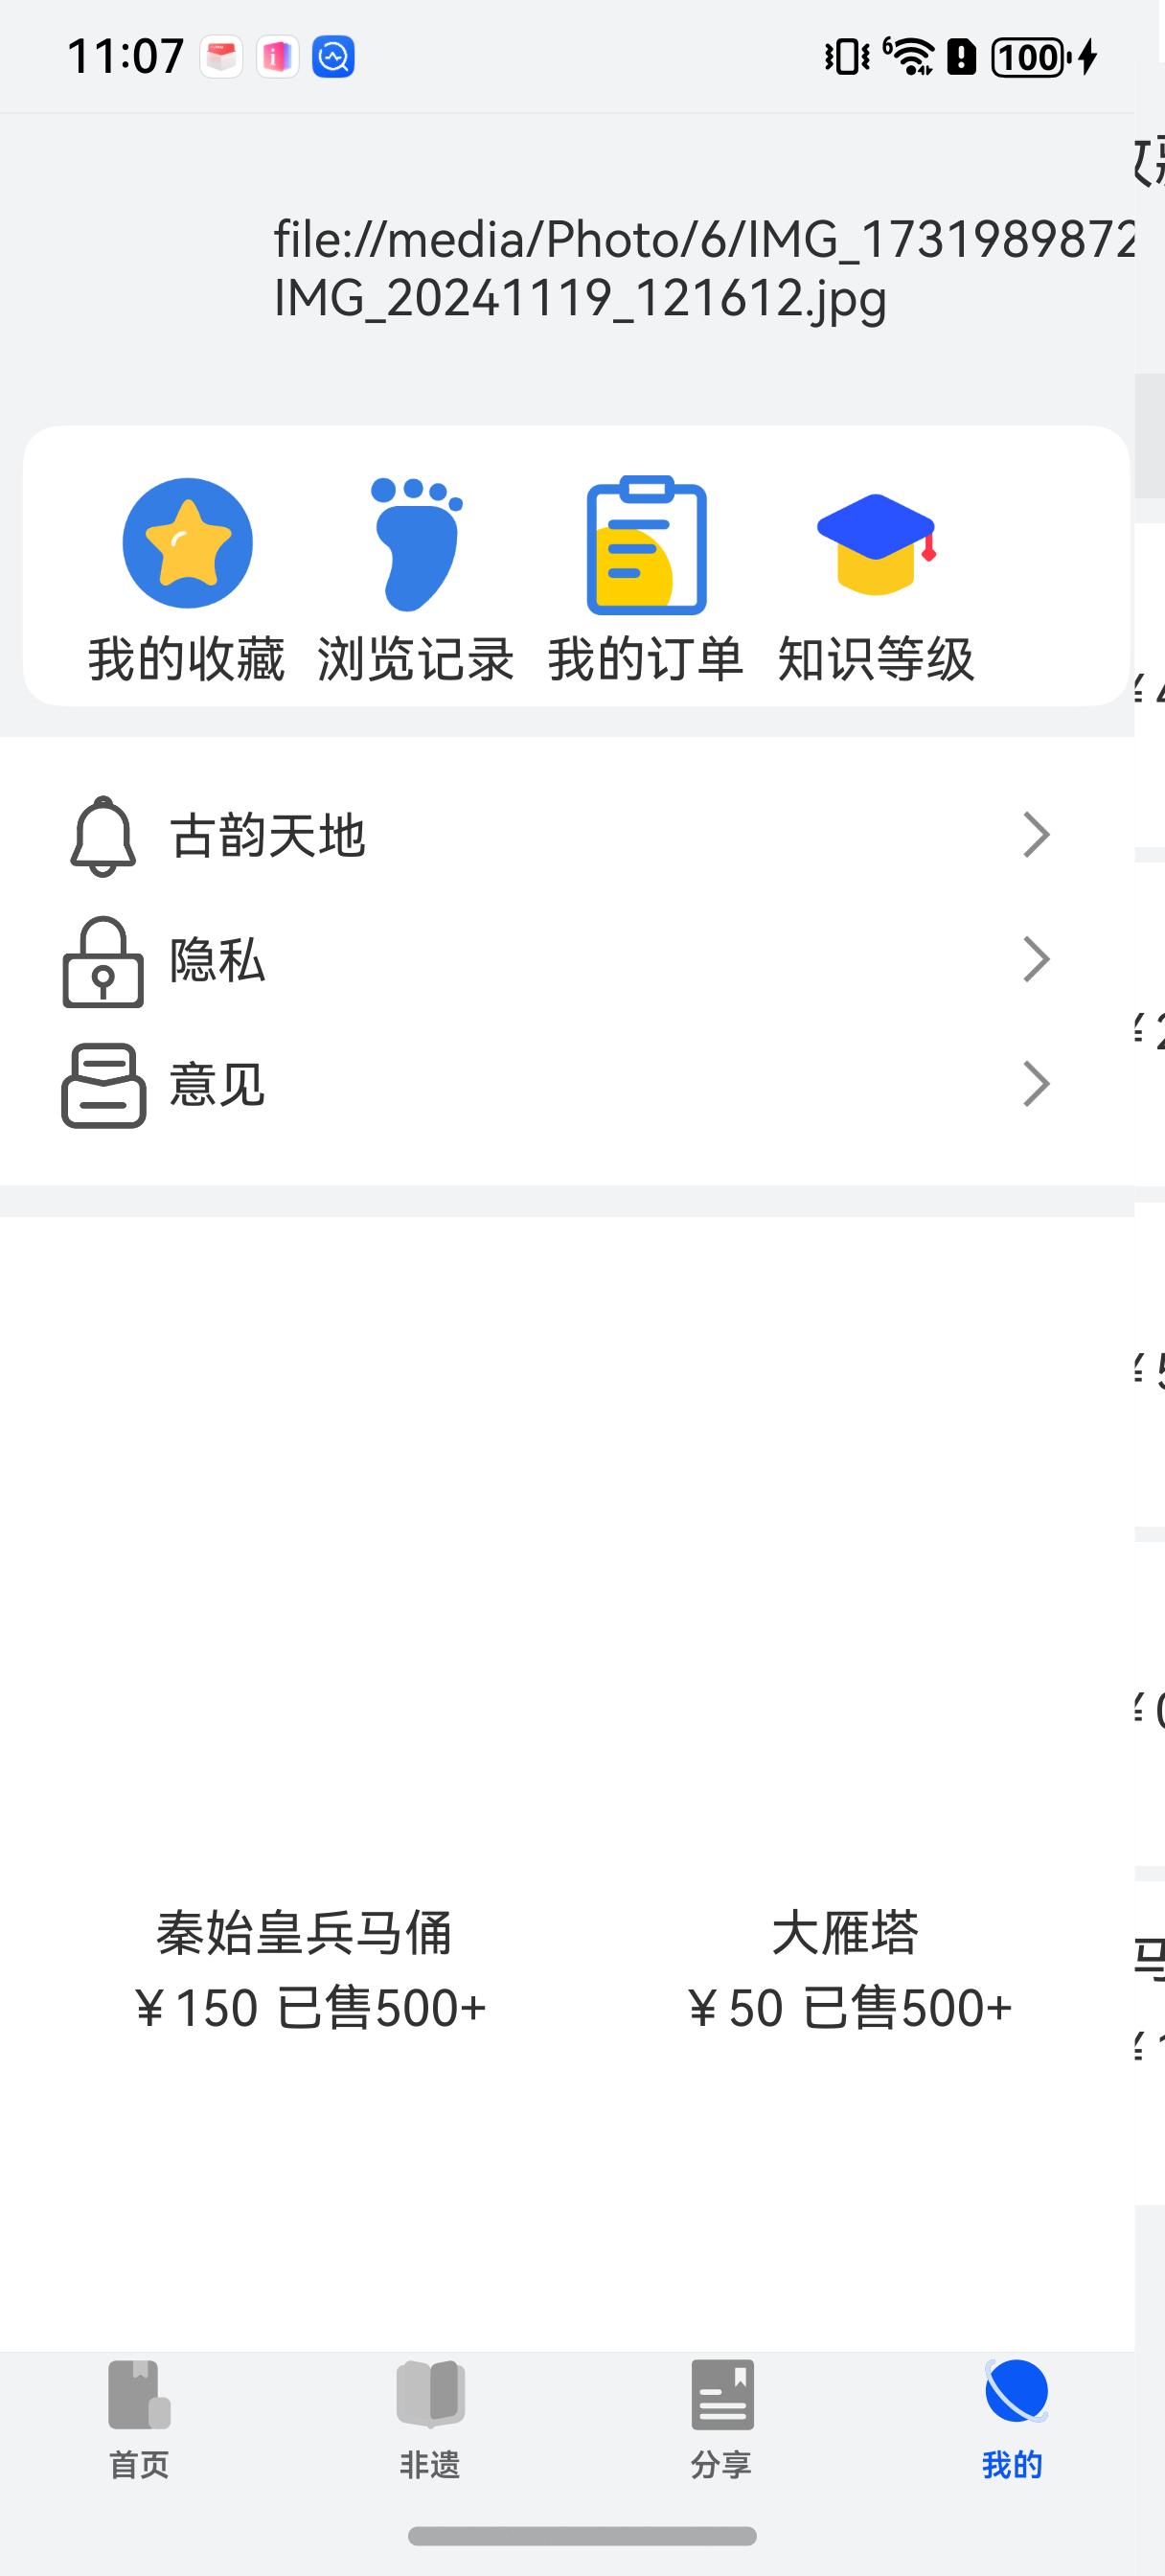 11:07
6
100
file://media/Photo/6/IMG_1731989872
IMG_20241119_121612.jpg
我的收藏 浏览记录 我的订单 知识等级
古韵天地
隐私
意见
秦始皇兵马俑 大雁塔
¥150 已售500+ ¥50 已售500+
首页 非遗 分享 我的